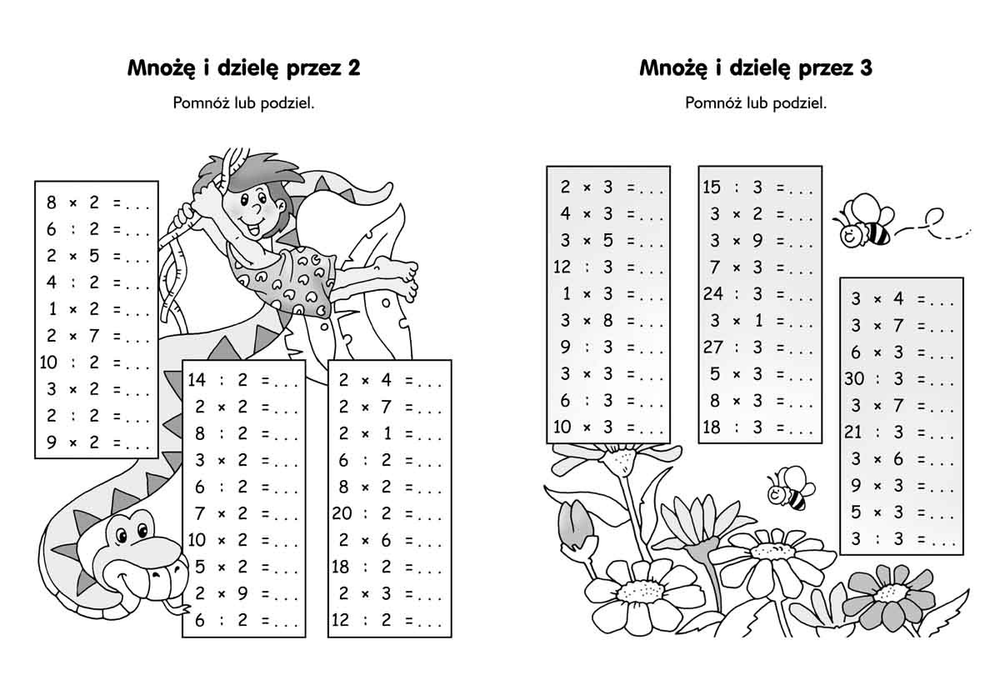 Mnożę i dzielę przez 2
Pomnóż lub podziel.
8 × 2 = . . .
6 : 2 = . . .
2 × 5 = . . .
4 : 2 = . . .
1 × 2 = . . .
2 × 7 = . . .
10 : 2 = . . .
3 × 2 = . . .
2 : 2 = . . .
9 × 2 = . . .
14 : 2 = . . .
2 × 2 = . . .
8 : 2 = . . .
3 × 2 = . . .
6 : 2 = . . .
7 × 2 = . . .
10 × 2 = . . .
5 × 2 = . . .
2 × 9 = . . .
6 : 2 = . . .
2 × 4 = . . .
2 × 7 = . . .
2 × 1 = . . .
6 : 2 = . . .
8 × 2 = . . .
20 : 2 = . . .
2 × 6 = . . .
18 : 2 = . . .
2 × 3 = . . .
12 : 2 = . . .
Mnożę i dzielę przez 3
Pomnóż lub podziel.
2 × 3 = . . .
4 × 3 = . . .
3 × 5 = . . .
12 : 3 = . . .
1 × 3 = . . .
3 × 8 = . . .
9 : 3 = . . .
3 × 3 = . . .
6 : 3 = . . .
10 × 3 = . . .
15 : 3 = . . .
3 × 2 = . . .
3 × 9 = . . .
7 × 3 = . . .
24 : 3 = . . .
3 × 1 = . . .
27 : 3 = . . .
5 × 3 = . . .
8 × 3 = . . .
18 : 3 = . . .
3 × 4 = . . .
3 × 7 = . . .
6 × 3 = . . .
30 : 3 = . . .
3 × 7 = . . .
21 : 3 = . . .
3 × 6 = . . .
9 × 3 = . . .
5 × 3 = . . .
3 : 3 = . . .